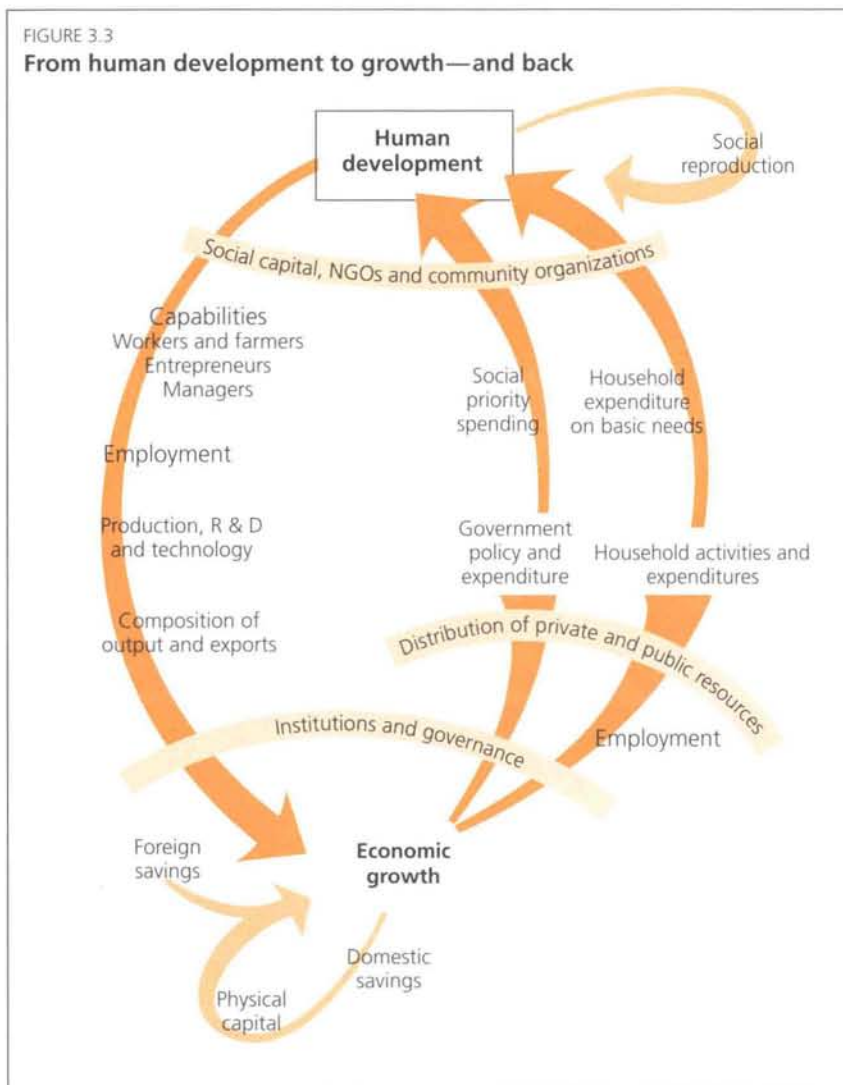 FIGURE 3.3
From human development to growth—and back
Human
development
Social
reproduction
Social capital, NGOs and community organizations
Capabilities
Workers and farmers
Entrepreneurs
Managers
Social
priority
spending
Household
expenditure
on basic needs
Employment
Production, R & D
and technology
Government
policy and
expenditure
Household activities and
expenditures
Composition of
output and exports
Distribution of private and public resources
Institutions and governance
Employment
Foreign
savings
Economic
growth
Domestic
savings
Physical
capital